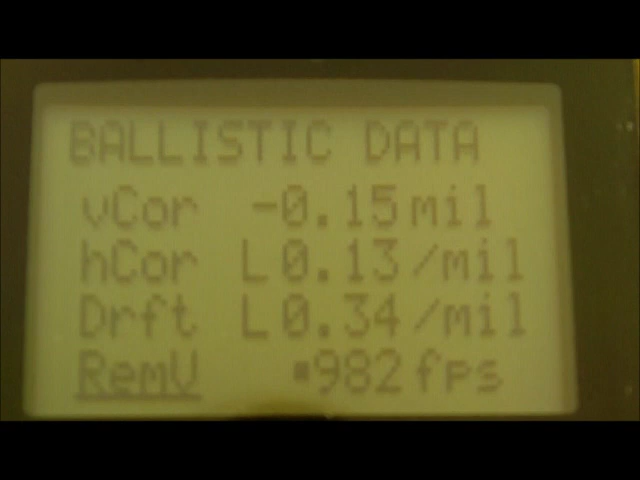 BALLISTIC DATA
vCor -0.15mil
hCor L0.13/mil
Drft L0.34/mil
RemV ▪982fps